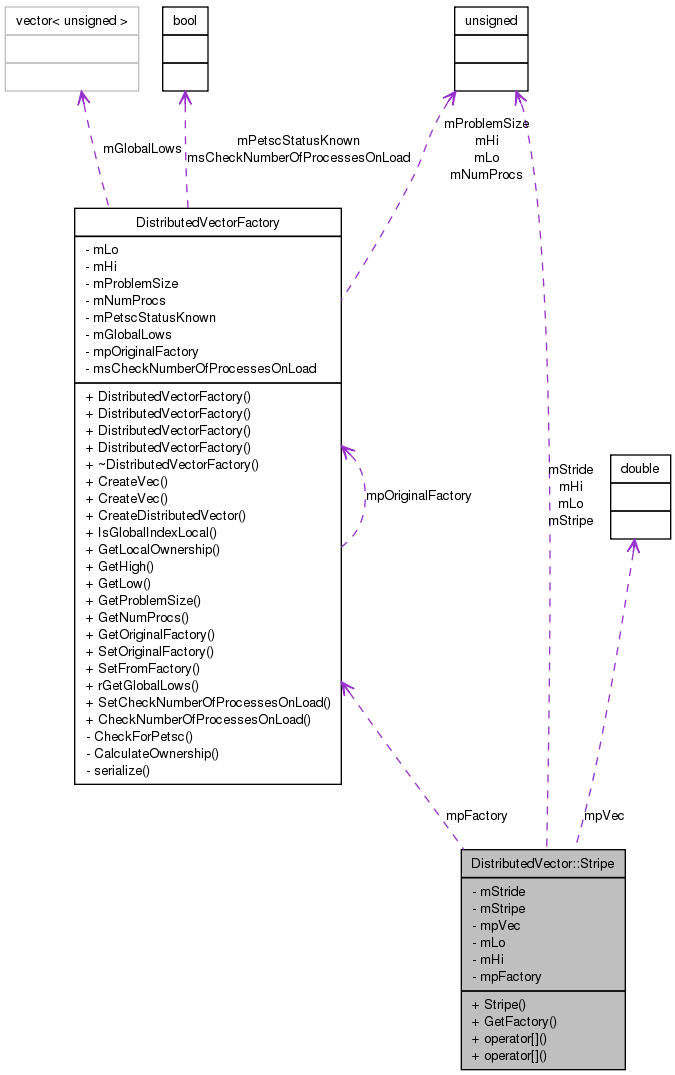 vector< unsigned >
bool
unsigned
mGlobalLows
mPetscStatusKnown
msCheckNumberOfProcessesOnLoad
mProblemSize
mHi
mLo
mNumProcs
DistributedVectorFactory
- mLo
- mHi
- mProblemSize
- mNumProcs
- mPetscStatusKnown
- mGlobalLows
- mpOriginalFactory
- msCheckNumberOfProcessesOnLoad
+ DistributedVectorFactory()
+ DistributedVectorFactory()
+ DistributedVectorFactory()
+ DistributedVectorFactory()
+ ~DistributedVectorFactory()
+ CreateVec()
+ CreateVec()
+ CreateDistributedVector()
+ IsGlobalIndexLocal()
+ GetLocalOwnership()
+ GetHigh()
+ GetLow()
+ GetProblemSize()
+ GetNumProcs()
+ GetOriginalFactory()
+ SetOriginalFactory()
+ SetFromFactory()
+ rGetGlobalLows()
+ SetCheckNumberOfProcessesOnLoad()
+ CheckNumberOfProcessesOnLoad()
- CheckForPetsc()
- CalculateOwnership()
- serialize()
mpOriginalFactory
mStride
mHi
mLo
mStripe
double
mpFactory
mpVec
DistributedVector::Stripe
- mStride
- mStripe
- mpVec
- mLo
- mHi
- mpFactory
+ Stripe()
+ GetFactory()
+ operator[]()
+ operator[]()